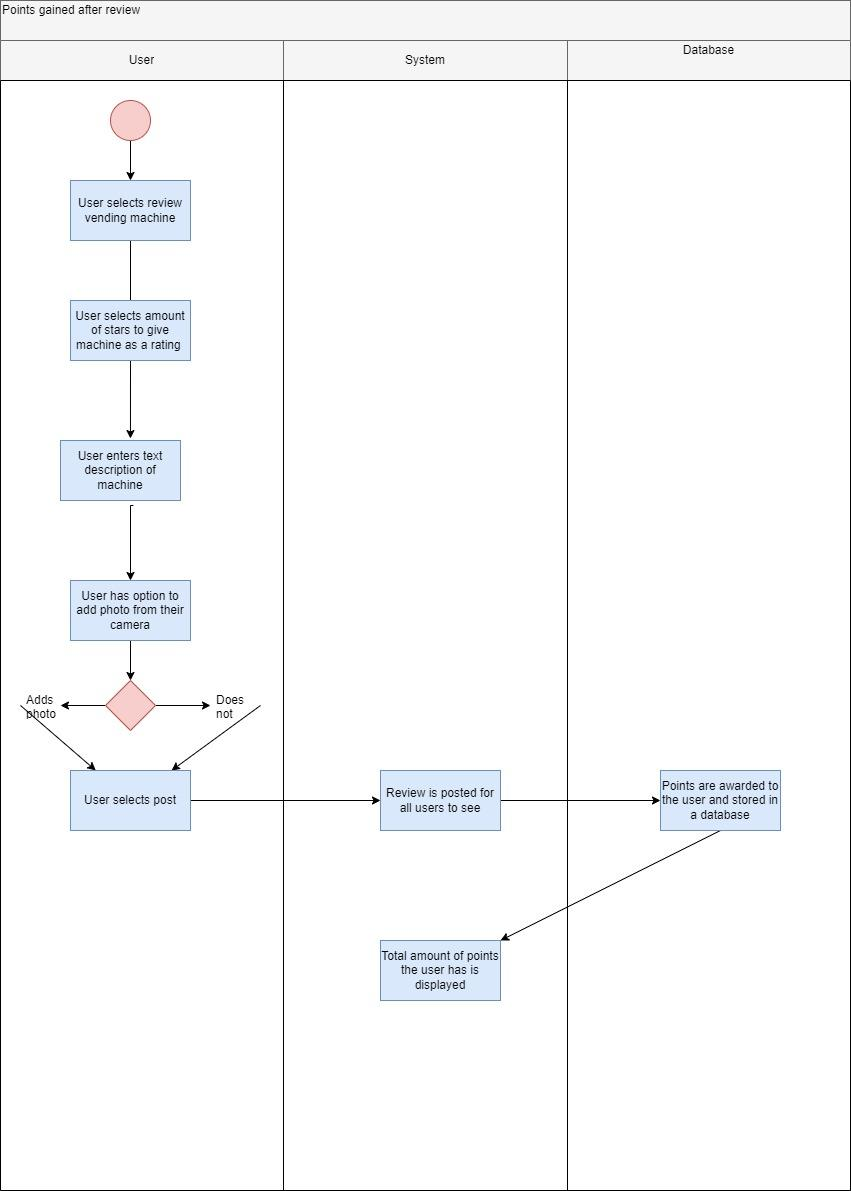 Points gained after review
User
System
Database
User selects review
vending machine
User selects amount
of stars to give
machine as a rating
User enters text
description of
machine
User has option to
add photo from their
camera
Adds
photo
Does
not
User selects post
Review is posted for
all users to see
Points are awarded to
the user and stored in
a database
Total amount of points
the user has is
displayed